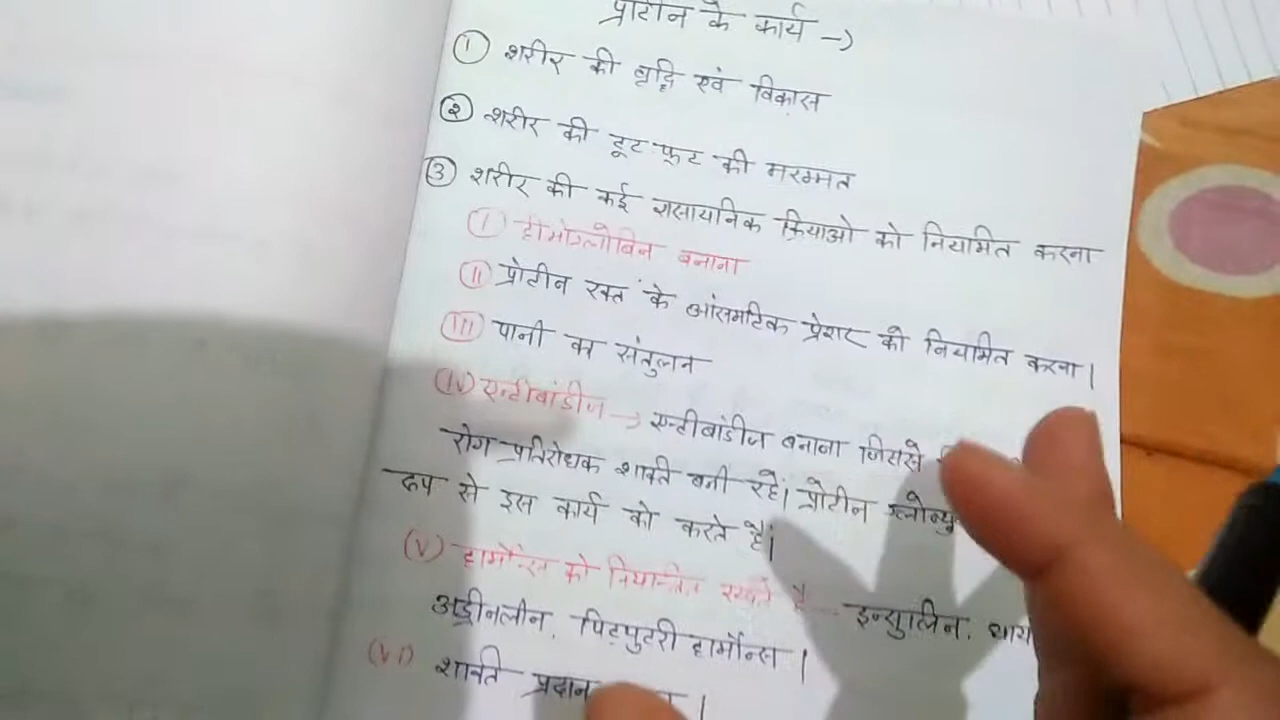 प्रोटीन के कार्य →
① शरीर की वृद्धि एवं विकास
② शरीर की टूट-फूट की मरम्मत
③ शरीर की कई रासायनिक क्रियाओ को नियमित करना
(I) हीमोग्लोबिन बनाना
(II) प्रोटीन रक्त के आंसमटिक प्रेशर को नियमित करना।
(III) पानी का संतुलन
(IV) एन्टीबांडीज → एन्टीबांडीज बनाना जिससे
रोग प्रतिरोधक शक्ति बनी रहें। प्रोटीन
रूप से इस कार्य को करते है।
(V) हार्मोन्स को नियन्त्रित रखते है इन्सुलिन,
अड्रीनलीन, पिट्पुटरी हार्मोन्स।
(VI) शक्ति प्रदान